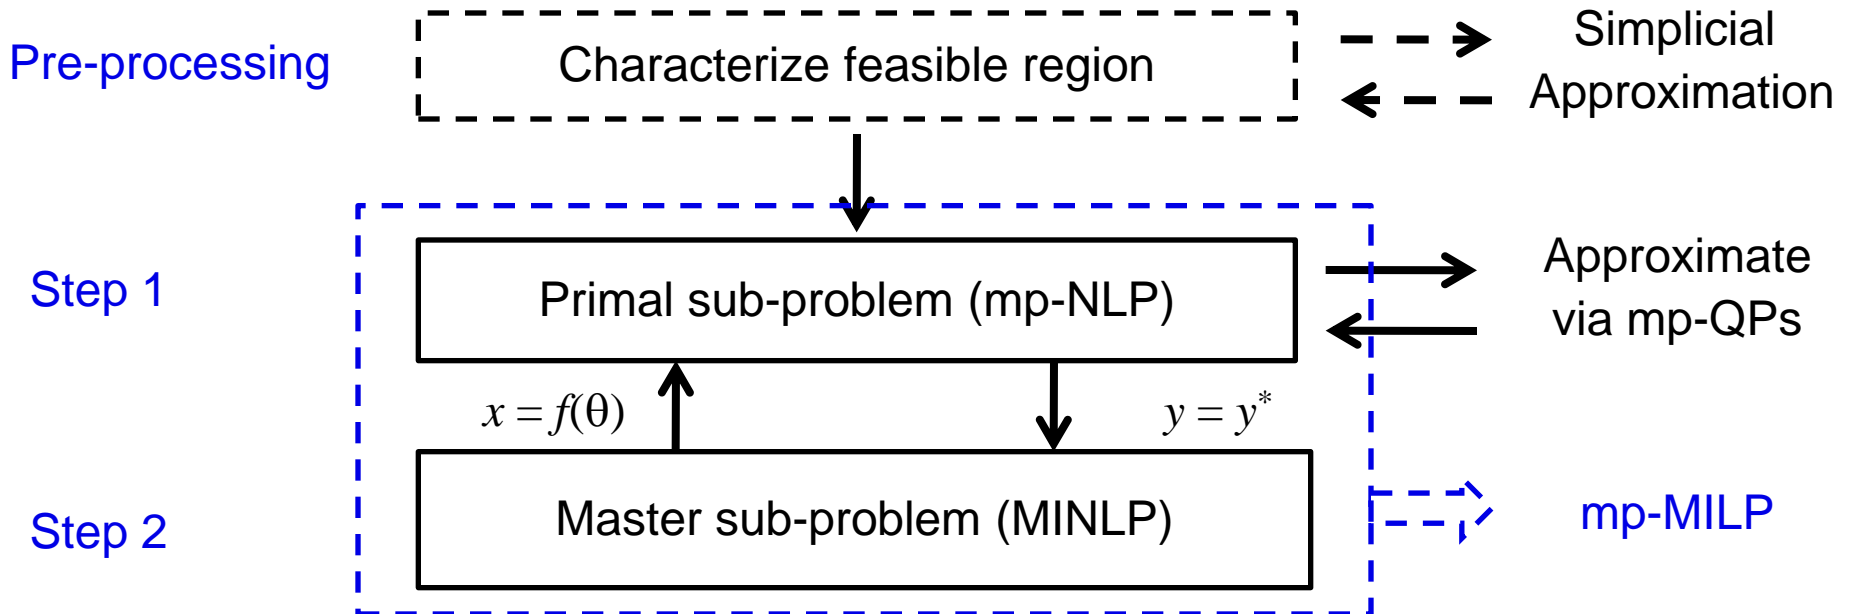 Pre-processing
Characterize feasible region
Simplicial
Approximation
Step 1
Primal sub-problem (mp-NLP)
Approximate
via mp-QPs
x = f(θ)
y = y*
Step 2
Master sub-problem (MINLP)
mp-MILP